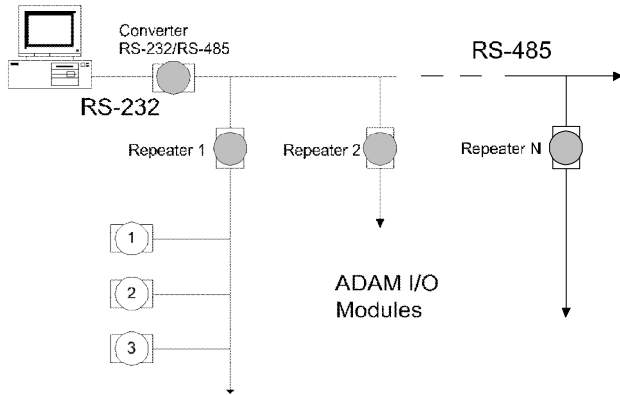 Converter
RS-232/RS-485
RS-485
RS-232
Repeater 1
Repeater 2
Repeater N
1
2
3
ADAM I/O
Modules